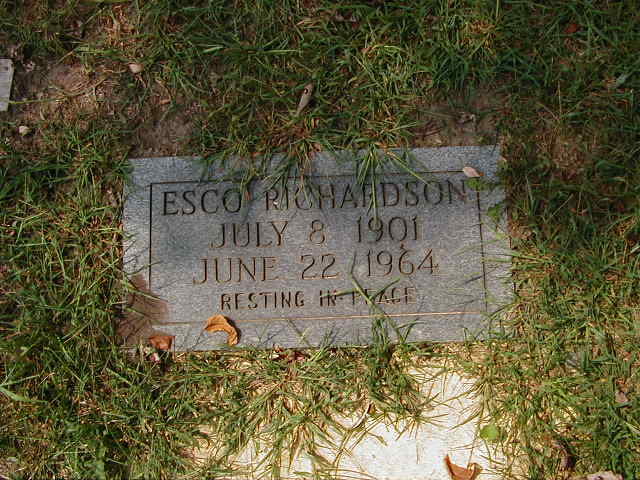 ESCO RICHARDSON
JULY 8 1901
JUNE 22 1964
RESTING IN PEACE